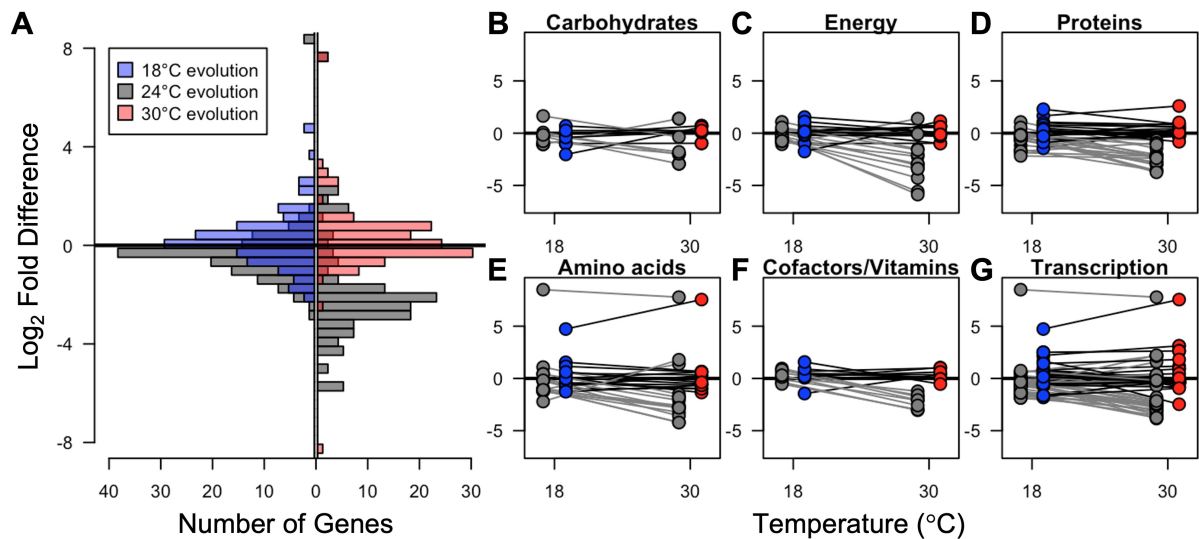 A
8
4
0
-4
-8
Log2 Fold Difference
18°C evolution
24°C evolution
30°C evolution
40 30 20 10 0 10 20 30
Number of Genes
B Carbohydrates
5
0
-5
18 30
C Energy
5
0
-5
18 30
D Proteins
5
0
-5
18 30
E Amino acids
5
0
-5
18 30
F Cofactors/Vitamins
5
0
-5
18 30
G Transcription
5
0
-5
18 30
Temperature (°C)